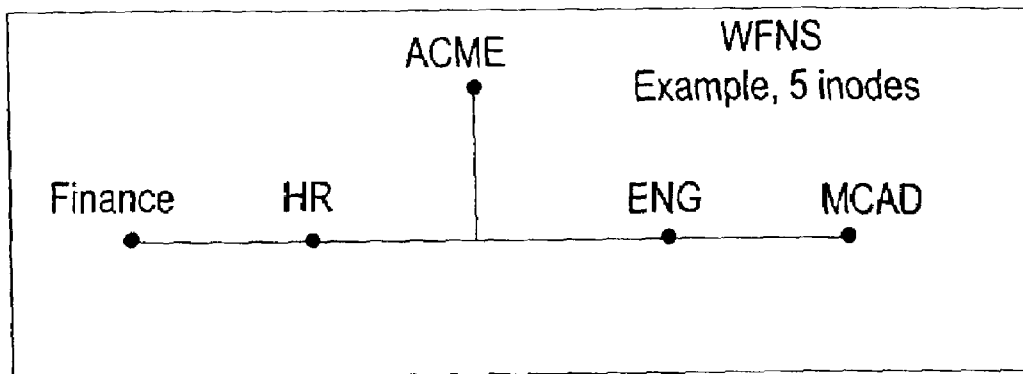 ACME
WFNS
Example, 5 inodes
Finance
HR
ENG
MCAD